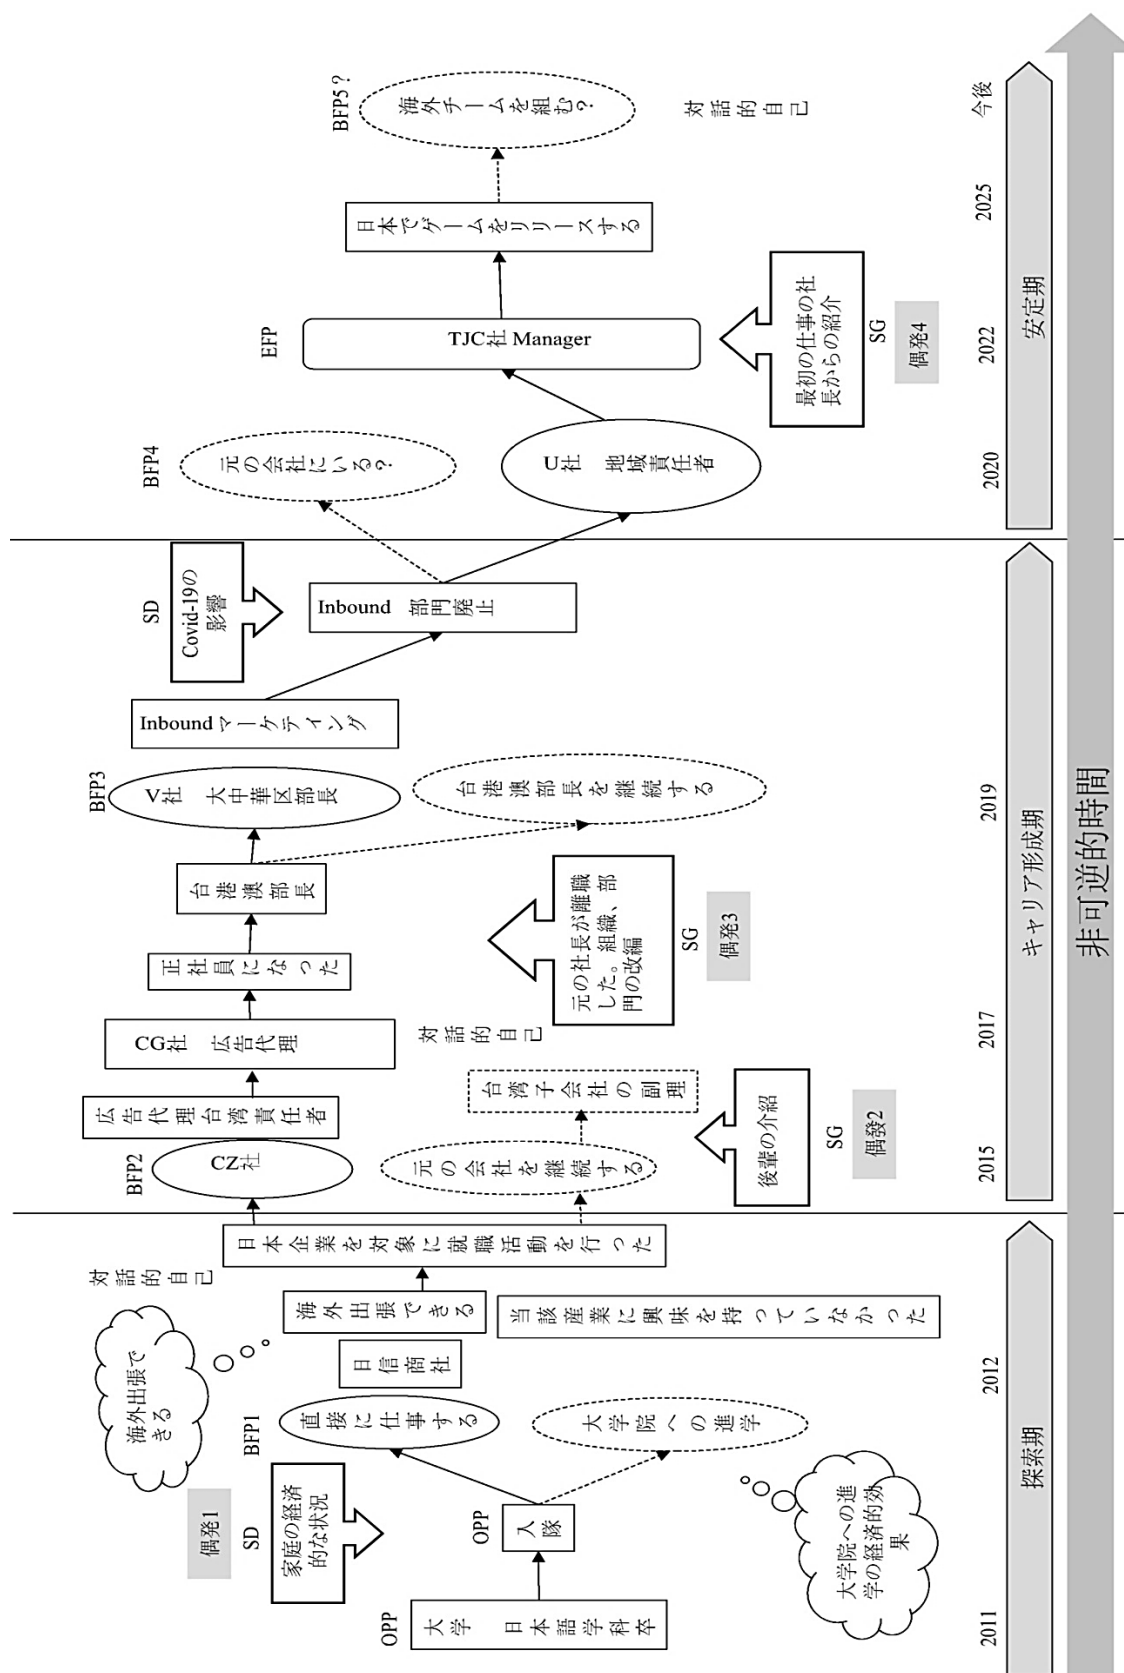 OPP
大学 日本語学科卒
OPP
入隊
偶発1
SD
家庭の経済
的な状況
大学院への進
学の経済的効
果
BFP1
直接に仕事する
大学院への進学
海外出張で
きる
対話的自己
日信商社
海外出張できる
当該産業に興味を持っていなかった
日本企業を対象に就職活動を行った
BFP2
CZ社
元の会社を継続する
広告代理台湾責任者
台湾子会社の副理
後輩の介紹
SG
偶發2
CG社 広告代理
対話的自己
正社員になった
元の社長が離職
した。組織、部
門の改編
SG
偶発3
台港澳部長
BFP3
V社 大中華区部長
台港澳部長を継続する
Inboundマーケティング
SD
Covid-19の
影響
Inbound 部門廃止
BFP4
元の会社にいる?
U社 地域責任者
EFP
TJC社 Manager
最初の仕事の社
長からの紹介
SG
偶発4
日本でゲームをリリースする
BFP5?
海外チームを組む?
対話的自己
2011
2012
2015
2017
2019
2020
2022
2025
今後
探索期
キャリア形成期
安定期
非可逆的時間